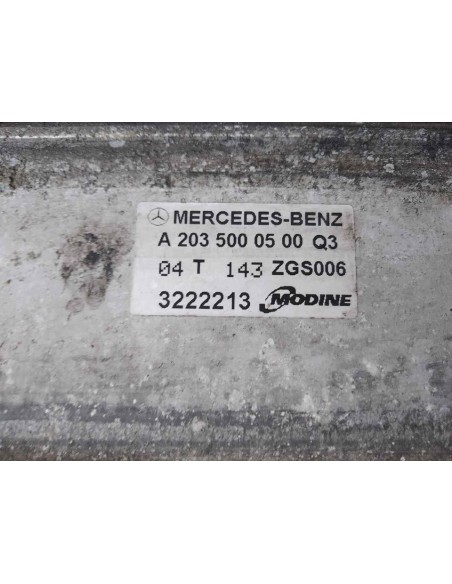 MERCEDES-BENZ
A 203 500 05 00 Q3
04 T 143 ZGS006
3222213 MODINE